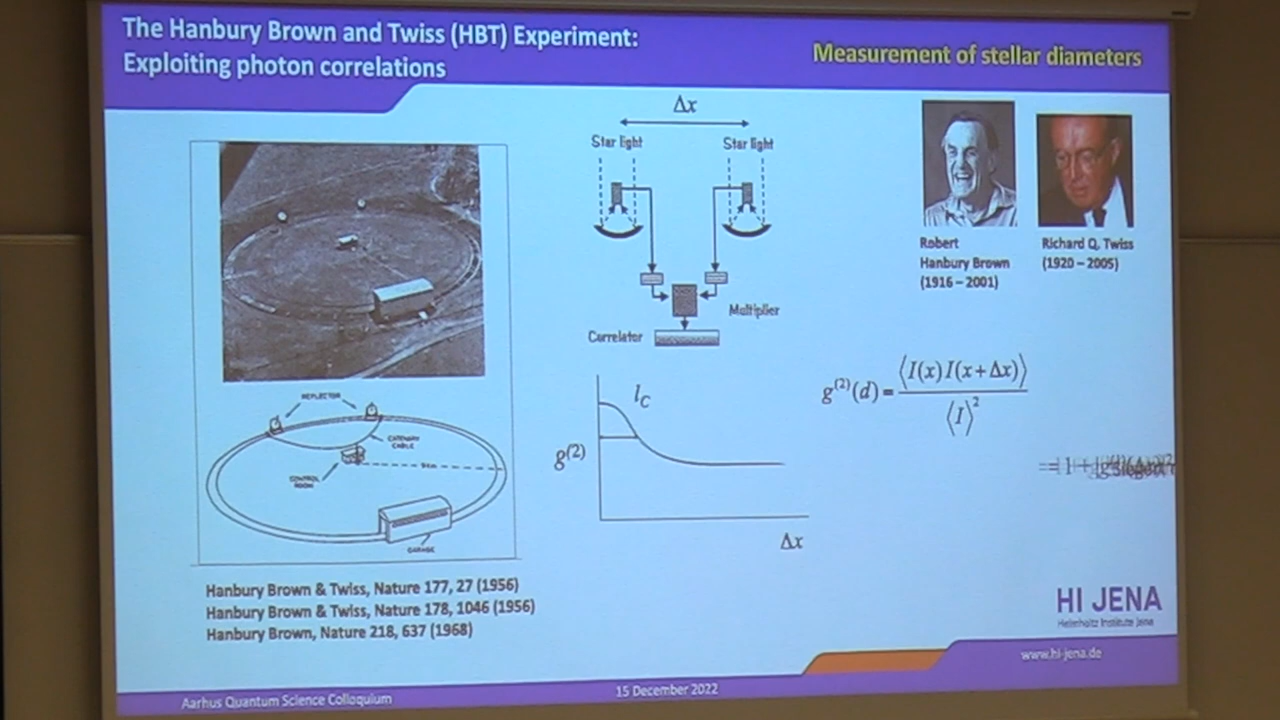 The Hanbury Brown and Twiss (HBT) Experiment:
Exploiting photon correlations
Measurement of stellar diameters
Δx
Star light
Star light
Multiplier
Correlator
Robert
Hanbury Brown
(1916 – 2001)
Richard Q. Twiss
(1920 – 2005)
REFLECTOR
CATENARY
CABLE
CONTROL
ROOM
GARAGE
l_C
g⁽²⁾
Δx
g⁽²⁾(d) = ⟨I(x) I(x + Δx)⟩ / ⟨I⟩²
Hanbury Brown & Twiss, Nature 177, 27 (1956)
Hanbury Brown & Twiss, Nature 178, 1046 (1956)
Hanbury Brown, Nature 218, 637 (1968)
HI JENA
Helmholtz Institute Jena
www.hi-jena.de
Aarhus Quantum Science Colloquium
15 December 2022